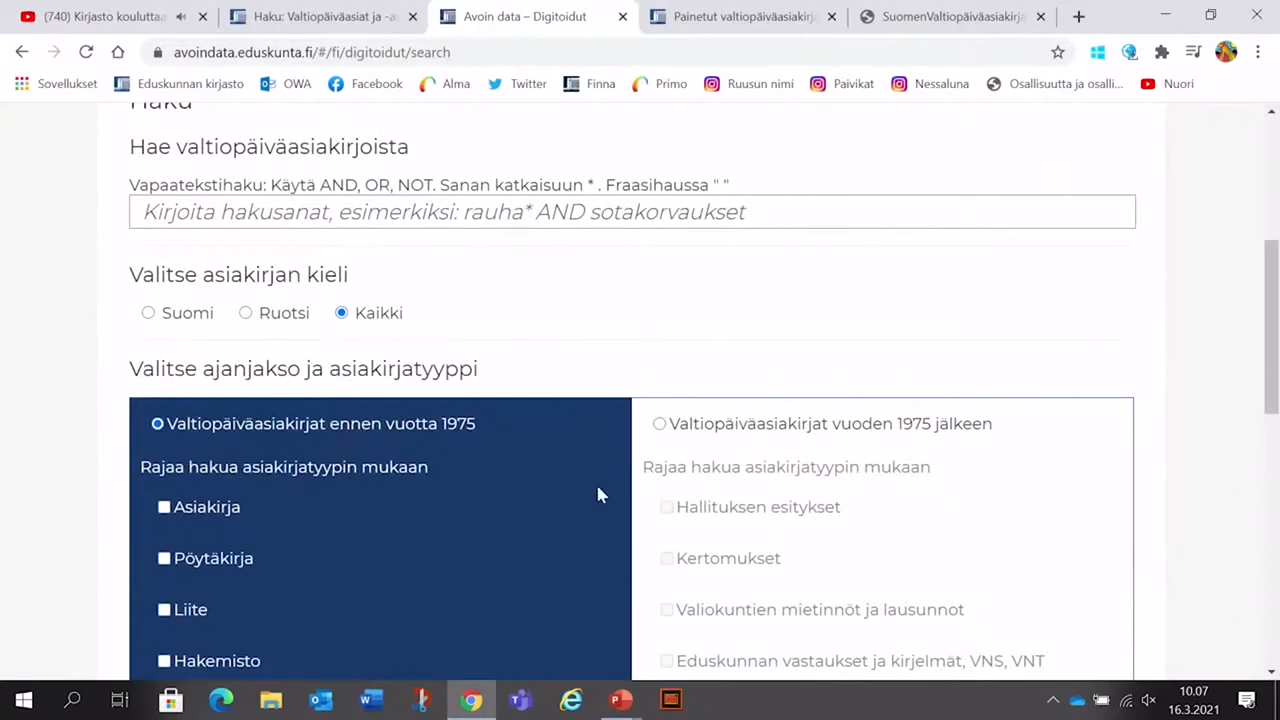 (740) Kirjasto kouluttaa
Haku: Valtiopäiväasiat ja -as
Avoin data – Digitoidut
Painetut valtiopäiväasiakirj
SuomenValtiopäiväasiakirja
avoindata.eduskunta.fi/#/fi/digitoidut/search
Sovellukset
Eduskunnan kirjasto
OWA
Facebook
Alma
Twitter
Finna
Primo
Ruusun nimi
Paivikat
Nessaluna
Osallisuutta ja osalli...
Nuori
Haku
Hae valtiopäiväasiakirjoista
Vapaatekstihaku: Käytä AND, OR, NOT. Sanan katkaisuun * . Fraasihaussa " "
Kirjoita hakusanat, esimerkiksi: rauha* AND sotakorvaukset
Valitse asiakirjan kieli
Suomi Ruotsi Kaikki
Valitse ajanjakso ja asiakirjatyyppi
Valtiopäiväasiakirjat ennen vuotta 1975
Rajaa hakua asiakirjatyypin mukaan
Asiakirja
Pöytäkirja
Liite
Hakemisto
Valtiopäiväasiakirjat vuoden 1975 jälkeen
Rajaa hakua asiakirjatyypin mukaan
Hallituksen esitykset
Kertomukset
Valiokuntien mietinnöt ja lausunnot
Eduskunnan vastaukset ja kirjelmät, VNS, VNT
10.07
16.3.2021